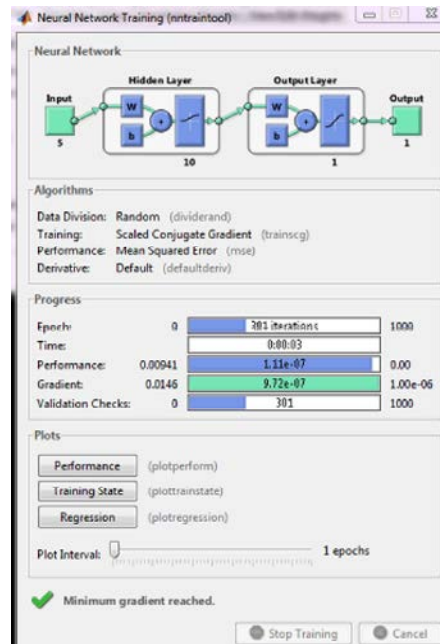 Neural Network Training (nntraintool)
Neural Network
Hidden Layer
Output Layer
Input
W
b
+
W
b
+
Output
5
10
1
1
Algorithms
Data Division: Random (dividerand)
Training: Scaled Conjugate Gradient (trainscg)
Performance: Mean Squared Error (mse)
Derivative: Default (defaultderiv)
Progress
Epoch: 0 301 iterations 1000
Time: 0:00:03
Performance: 0.00941 1.11e-07 0.00
Gradient: 0.0146 9.72e-07 1.00e-06
Validation Checks: 0 301 1000
Plots
Performance (plotperform)
Training State (plottrainstate)
Regression (plotregression)
Plot Interval: 1 epochs
Minimum gradient reached.
Stop Training Cancel